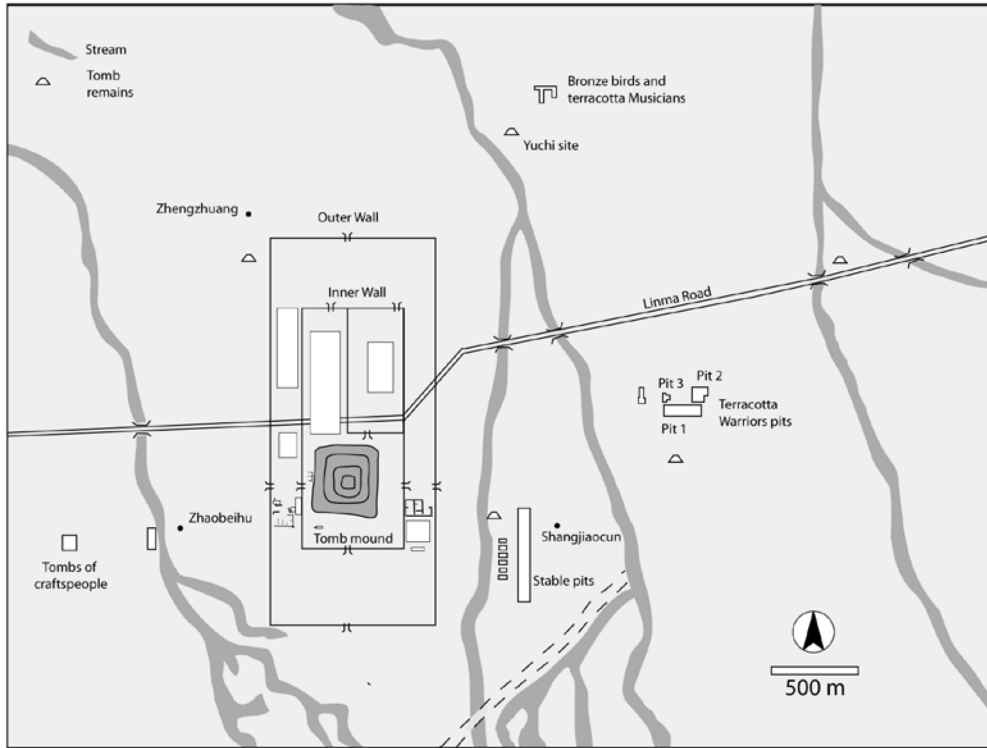 Stream
Tomb
remains
Bronze birds and
terracotta Musicians
Yuchi site
Zhengzhuang
Outer Wall
Inner Wall
Linma Road
Pit 3
Pit 2
Terracotta
Warriors pits
Pit 1
Zhaobeihu
Tomb mound
Shangjiaocun
Tombs of
craftspeople
Stable pits
500 m